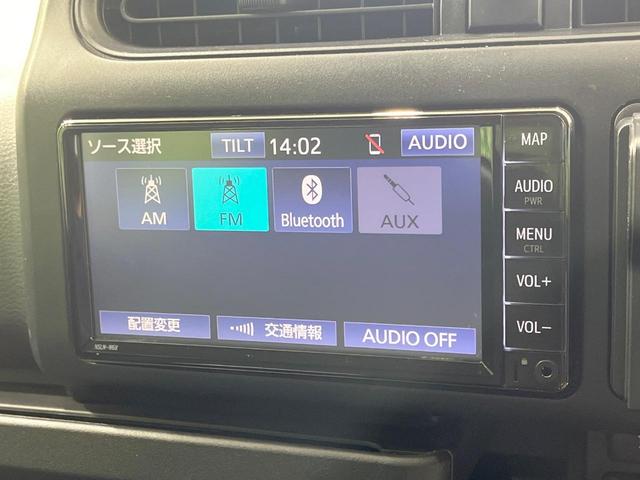 ソース選択 TILT 14:02 AUDIO
AM FM Bluetooth AUX
配置変更 交通情報 AUDIO OFF
MAP
AUDIO
PWR
MENU
CTRL
VOL+
VOL-